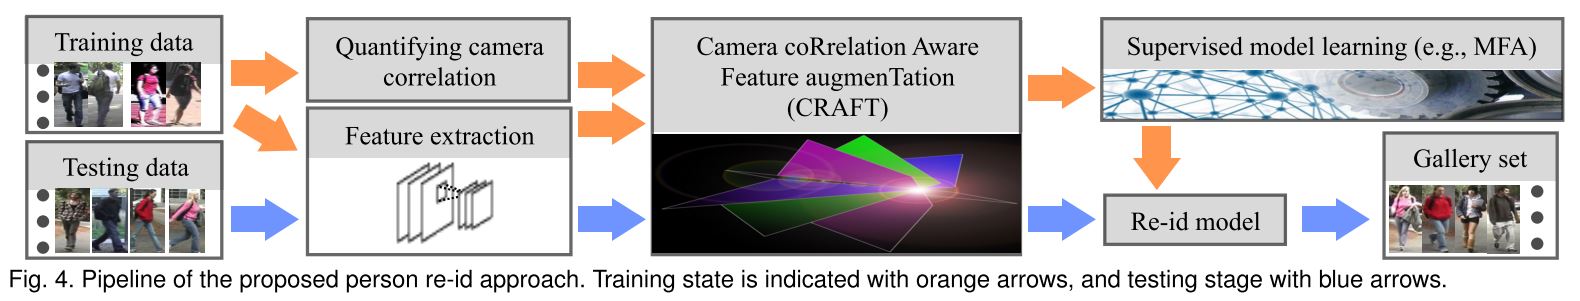 Training data
Testing data
Quantifying camera
correlation
Feature extraction
Camera coRrelation Aware
Feature augmenTation
(CRAFT)
Supervised model learning (e.g., MFA)
Re-id model
Gallery set
Fig. 4. Pipeline of the proposed person re-id approach. Training state is indicated with orange arrows, and testing stage with blue arrows.